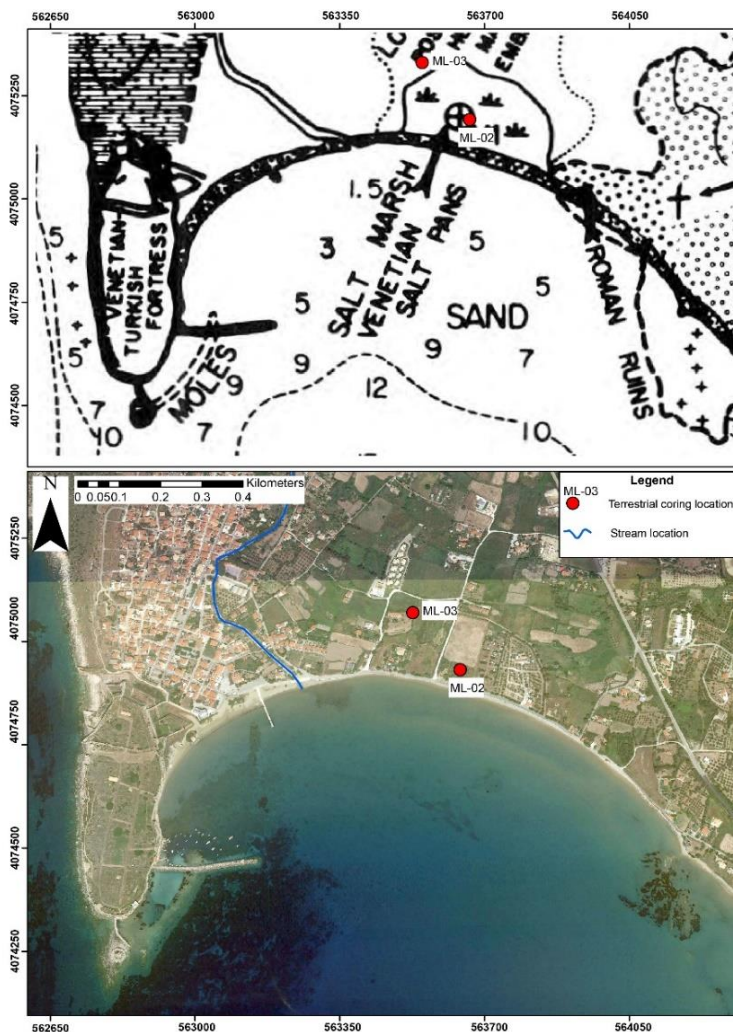 562650 563000 563350 563700 564050
4075250
4075000
4074750
4074500
ML-03
ML-02
VENETIAN-
TURKISH
FORTRESS
MOLES
SALT MARSH
VENETIAN
SALT PANS
SAND
ROMAN
RUINS
1.5
3
5
5
5
5
5
9
9
7
12
10
9
7
7
10
N
0 0.05 0.1 0.2 0.3 0.4 Kilometers
Legend
ML-03
Terrestrial coring location
Stream location
4075250
4075000
4074750
4074500
4074250
ML-03
ML-02
562650 563000 563350 563700 564050